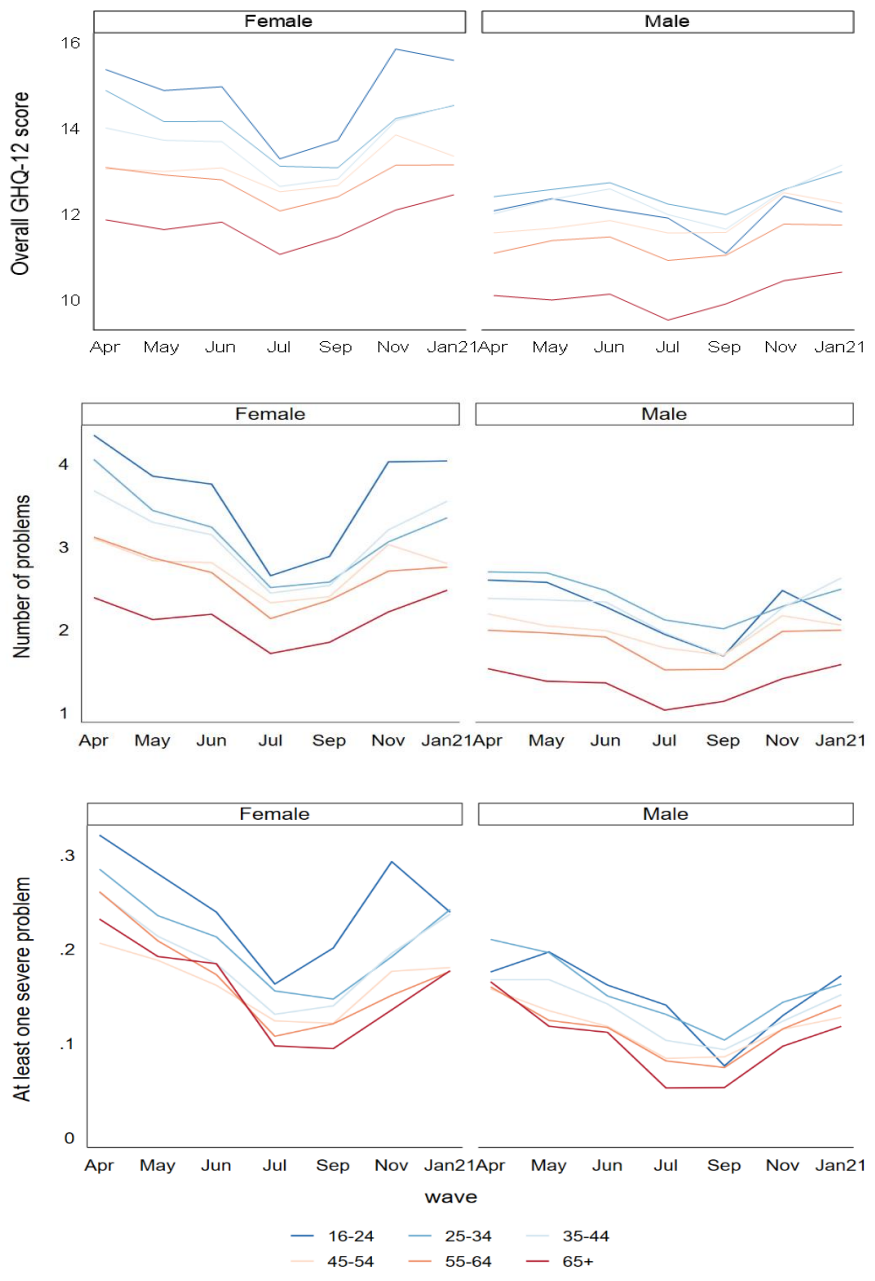 Female Male
Overall GHQ-12 score
16
14
12
10
Apr May Jun Jul Sep Nov Jan21 Apr May Jun Jul Sep Nov Jan21
Female Male
Number of problems
4
3
2
1
Apr May Jun Jul Sep Nov Jan21 Apr May Jun Jul Sep Nov Jan21
Female Male
At least one severe problem
.3
.2
.1
0
Apr May Jun Jul Sep Nov Jan21 Apr May Jun Jul Sep Nov Jan21
wave
16-24 25-34 35-44
45-54 55-64 65+